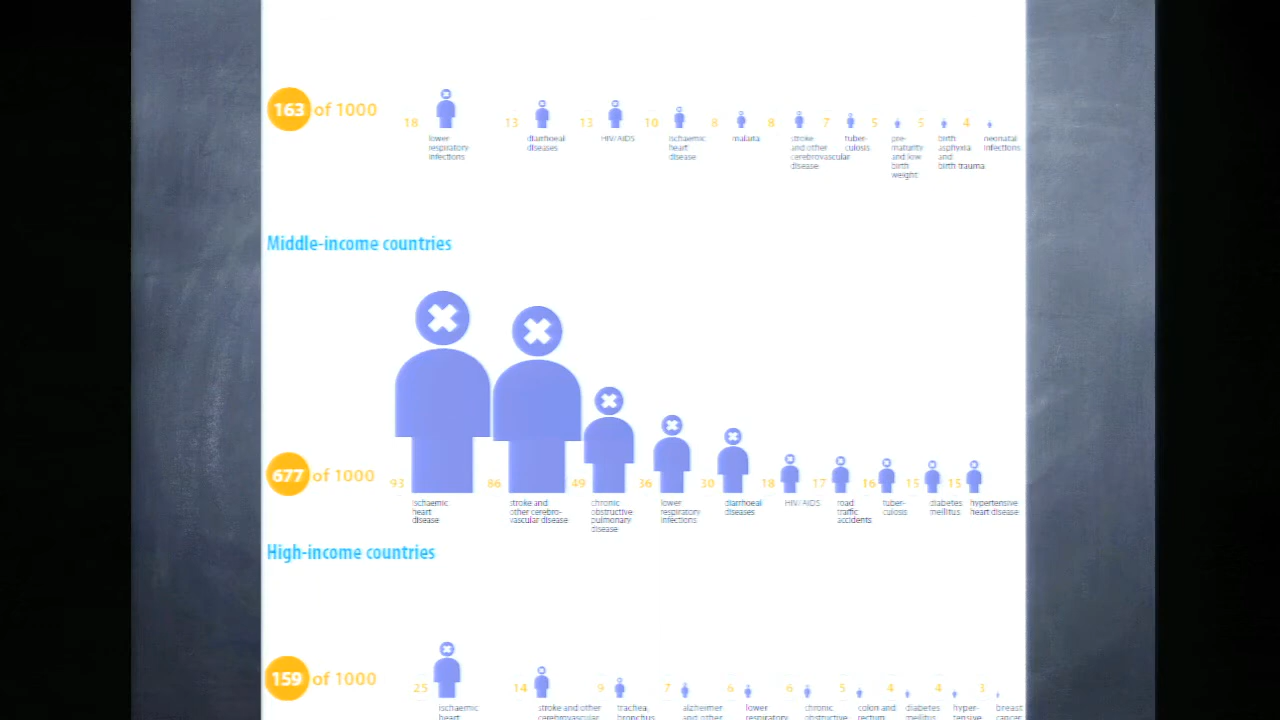 163 of 1000
18 13 13 10 8 8 7 5 5 4
lower respiratory infections
diarrhoeal diseases
HIV/AIDS
ischaemic heart disease
malaria
stroke and other cerebrovascular disease
tuber-culosis
pre-maturity and low birth weight
birth asphyxia and birth trauma
neonatal infections
Middle-income countries
677 of 1000
93 86 49 36 30 18 17 16 15 15
ischaemic heart disease
stroke and other cerebro-vascular disease
chronic obstructive pulmonary disease
lower respiratory infections
diarrhoeal diseases
HIV/AIDS
road traffic accidents
tuber-culosis
diabetes mellitus
hypertensive heart disease
High-income countries
159 of 1000
25 14 9 7 6 6 5 4 4 3
ischaemic heart
stroke and other cerebrovascular
trachea, bronchus
alzheimer and other
lower respiratory
chronic obstructive
colon and rectum
diabetes mellitus
hyper-tensive
breast cancer